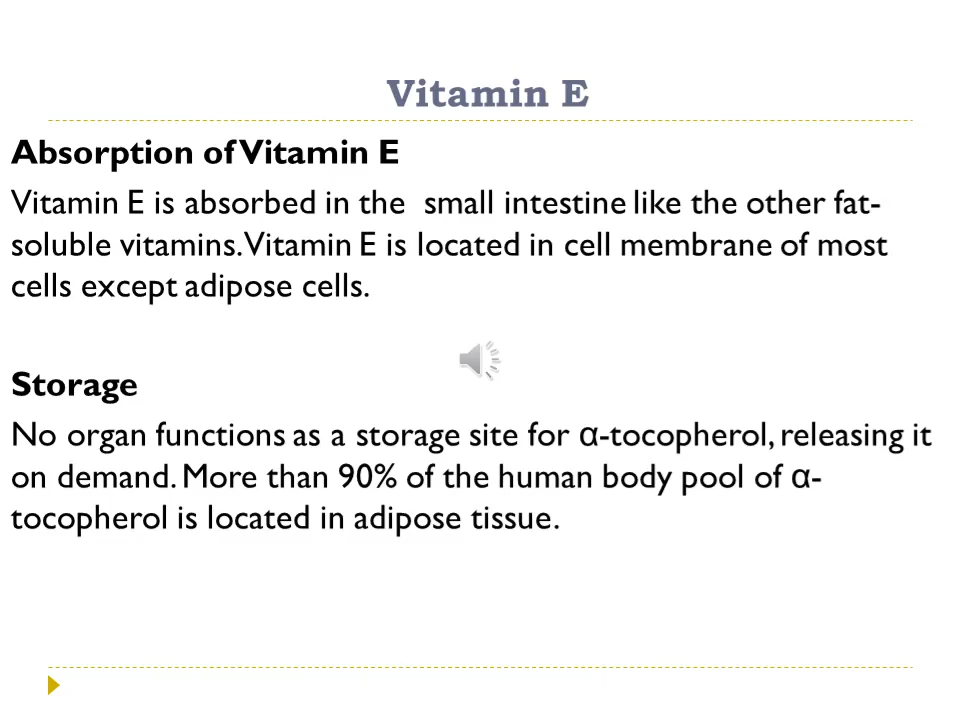 Vitamin E
Absorption of Vitamin E
Vitamin E is absorbed in the small intestine like the other fat-
soluble vitamins. Vitamin E is located in cell membrane of most
cells except adipose cells.
Storage
No organ functions as a storage site for α-tocopherol, releasing it
on demand. More than 90% of the human body pool of α-
tocopherol is located in adipose tissue.